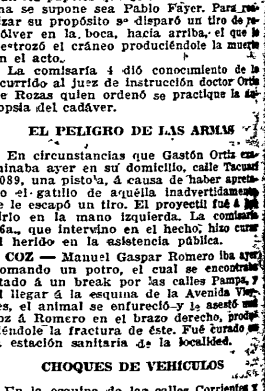 na se supone sea Pablo Fayer. Para
izar su propósito se disparó un tiro de
ólver en la boca, hacia arriba, el que le
estrozó el cráneo produciéndole la muerte
n el acto.
La comisaría 4 dió conocimiento de lo
currido al juez de instrucción doctor Ortiz
e Rozas quien ordenó se practique la
opsia del cadáver.
EL PELIGRO DE LAS ARMAS
En circunstancias que Gastón Ortiz
minaba ayer en su domicilio, calle Tacuarí
089, una pistola, á causa de haber
o el gatillo de aquélla inadvertidamente
le escapó un tiro. El proyectil fué á
irlo en la mano izquierda. La comisaría
6a., que intervino en el hecho, hizo curar
l herido en la asistencia pública.
COZ — Manuel Gaspar Romero iba ayer
omando un potro, el cual se encontraba
tado á un break por las calles Pampa, y
l llegar á la esquina de la Avenida
es, el animal se enfureció y le asestó una
oz á Romero en el brazo derecho,
éndole la fractura de éste. Fué curado en
estación sanitaria de la localidad.
CHOQUES DE VEHÍCULOS
En la esquina de las calles Corrientes y